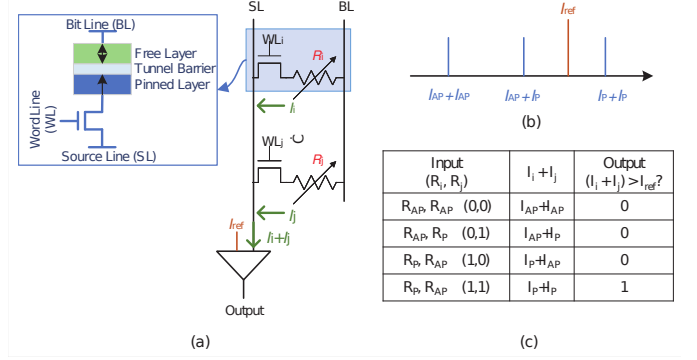 SL
BL
Bit Line (BL)
Free Layer
Tunnel Barrier
Pinned Layer
Word Line
(WL)
Source Line (SL)
WLi
Ri
Ii
WLj
Rj
Ij
Iref
Ii+Ij
Output
(a)
Iref
IAP+IAP
IAP+IP
IP+IP
(b)
Input
(Ri, Rj)
Ii+Ij
Output
(Ii+Ij)>Iref?
RAP, RAP (0,0) IAP+IAP 0
RAP, RP (0,1) IAP+IP 0
RP, RAP (1,0) IP+IAP 0
RP, RAP (1,1) IP+IP 1
(c)